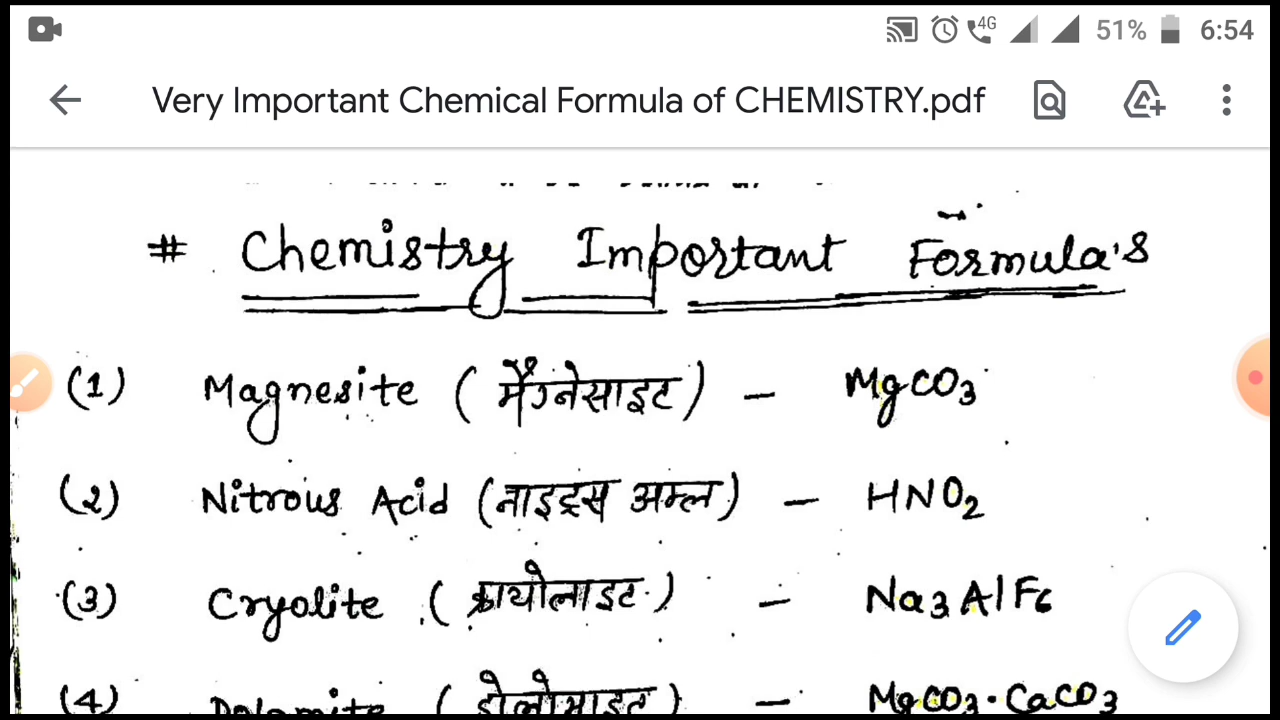 51% 6:54
Very Important Chemical Formula of CHEMISTRY.pdf
# Chemistry Important Formula's
(1) Magnesite (मैंग्नेसाइट) - MgCO3
(2) Nitrous Acid (नाइट्रस अम्ल) - HNO2
(3) Cryolite (क्रायोलाइट) - Na3AlF6
(4) Dolomite (डोलोमाइट) - MgCO3·CaCO3